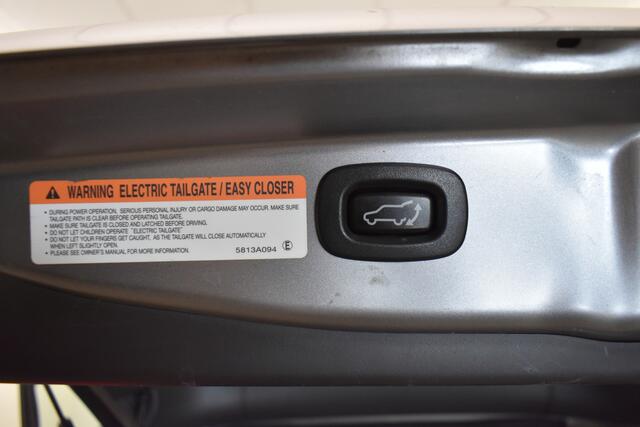 WARNING ELECTRIC TAILGATE / EASY CLOSER
• DURING POWER OPERATION, SERIOUS PERSONAL INJURY OR CARGO DAMAGE MAY OCCUR. MAKE SURE
TAILGATE PATH IS CLEAR BEFORE OPERATING TAILGATE.
• MAKE SURE TAILGATE IS CLOSED AND LATCHED BEFORE DRIVING.
• DO NOT LET CHILDREN OPERATE "ELECTRIC TAILGATE".
• DO NOT LET YOUR FINGERS GET CAUGHT, AS THE TAILGATE WILL CLOSE AUTOMATICALLY
WHEN LEFT SLIGHTLY OPEN.
• PLEASE SEE OWNER'S MANUAL FOR MORE INFORMATION.
5813A094 E